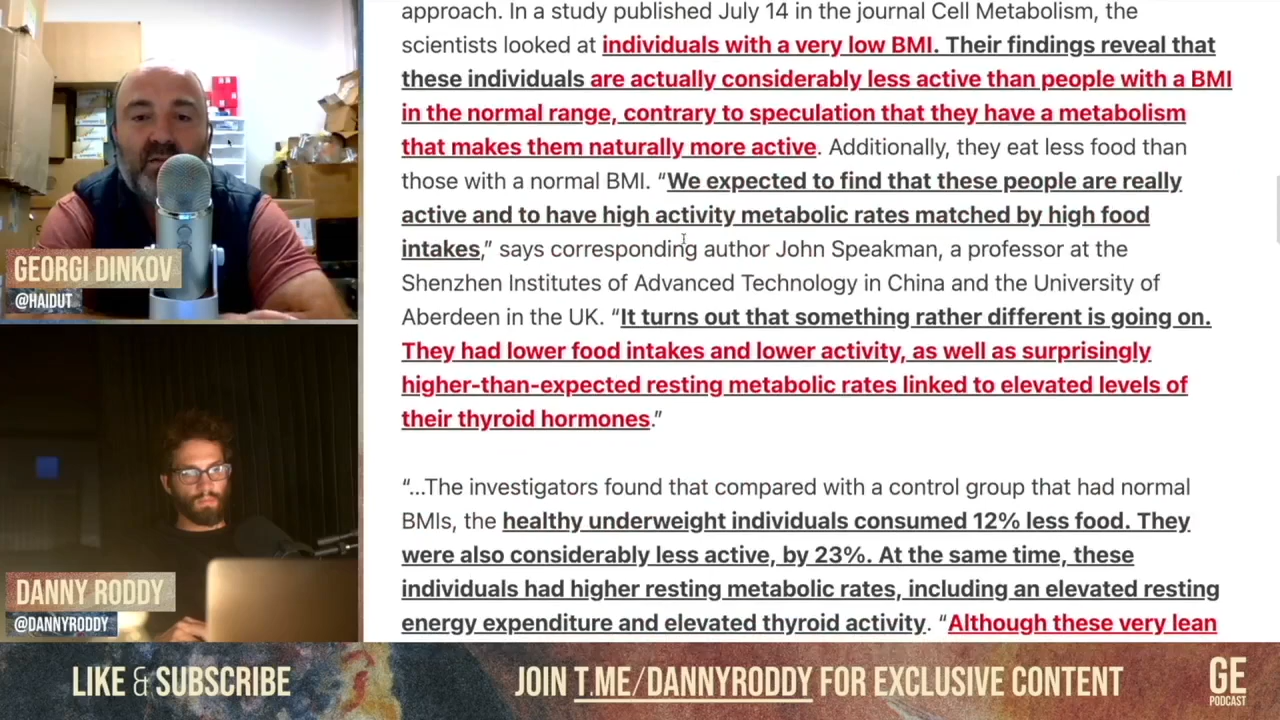 approach. In a study published July 14 in the journal Cell Metabolism, the
scientists looked at individuals with a very low BMI. Their findings reveal that
these individuals are actually considerably less active than people with a BMI
in the normal range, contrary to speculation that they have a metabolism
that makes them naturally more active. Additionally, they eat less food than
those with a normal BMI. “We expected to find that these people are really
active and to have high activity metabolic rates matched by high food
intakes,” says corresponding author John Speakman, a professor at the
Shenzhen Institutes of Advanced Technology in China and the University of
Aberdeen in the UK. “It turns out that something rather different is going on.
They had lower food intakes and lower activity, as well as surprisingly
higher-than-expected resting metabolic rates linked to elevated levels of
their thyroid hormones.”
“...The investigators found that compared with a control group that had normal
BMIs, the healthy underweight individuals consumed 12% less food. They
were also considerably less active, by 23%. At the same time, these
individuals had higher resting metabolic rates, including an elevated resting
energy expenditure and elevated thyroid activity. “Although these very lean
GEORGI DINKOV
@HAIDUT
DANNY RODDY
@DANNYRODDY
LIKE & SUBSCRIBE
JOIN T.ME/DANNYRODDY FOR EXCLUSIVE CONTENT
GE
PODCAST